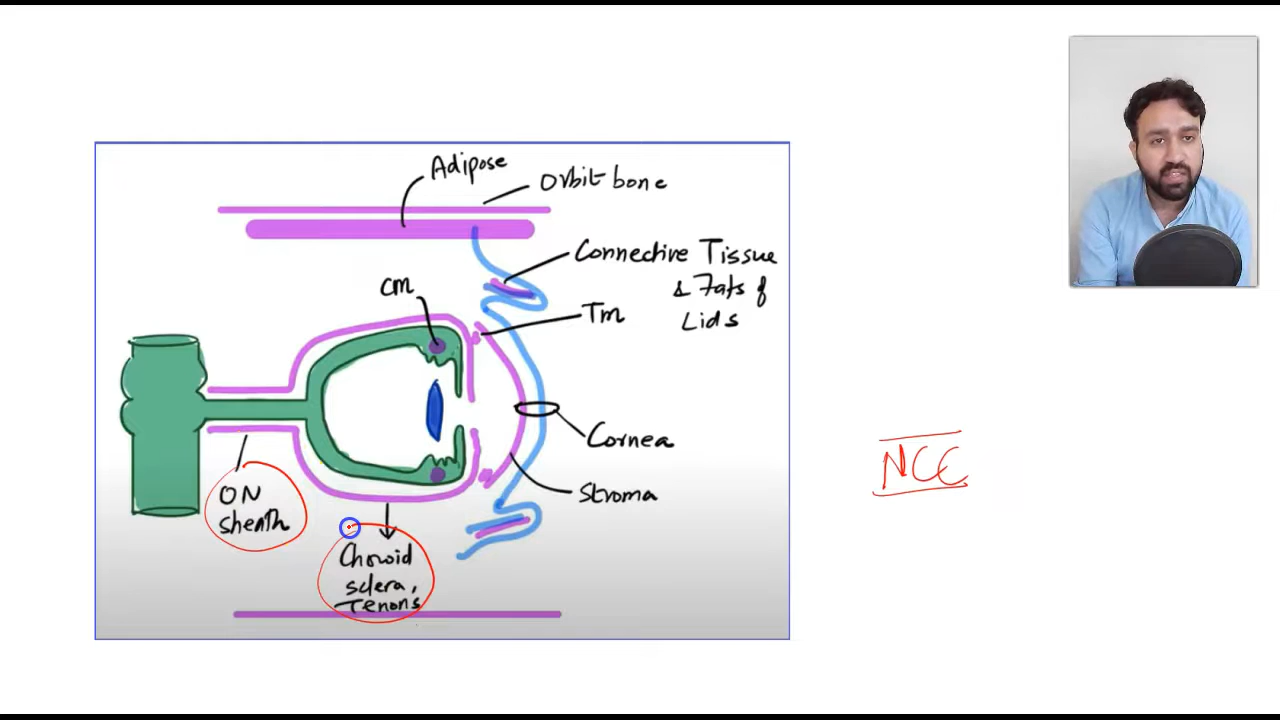 Adipose
Orbit bone
Connective Tissue
& Fats of
Lids
CM
TM
Cornea
Stroma
ON
Sheath
Choroid
sclera,
Tenons
NCC